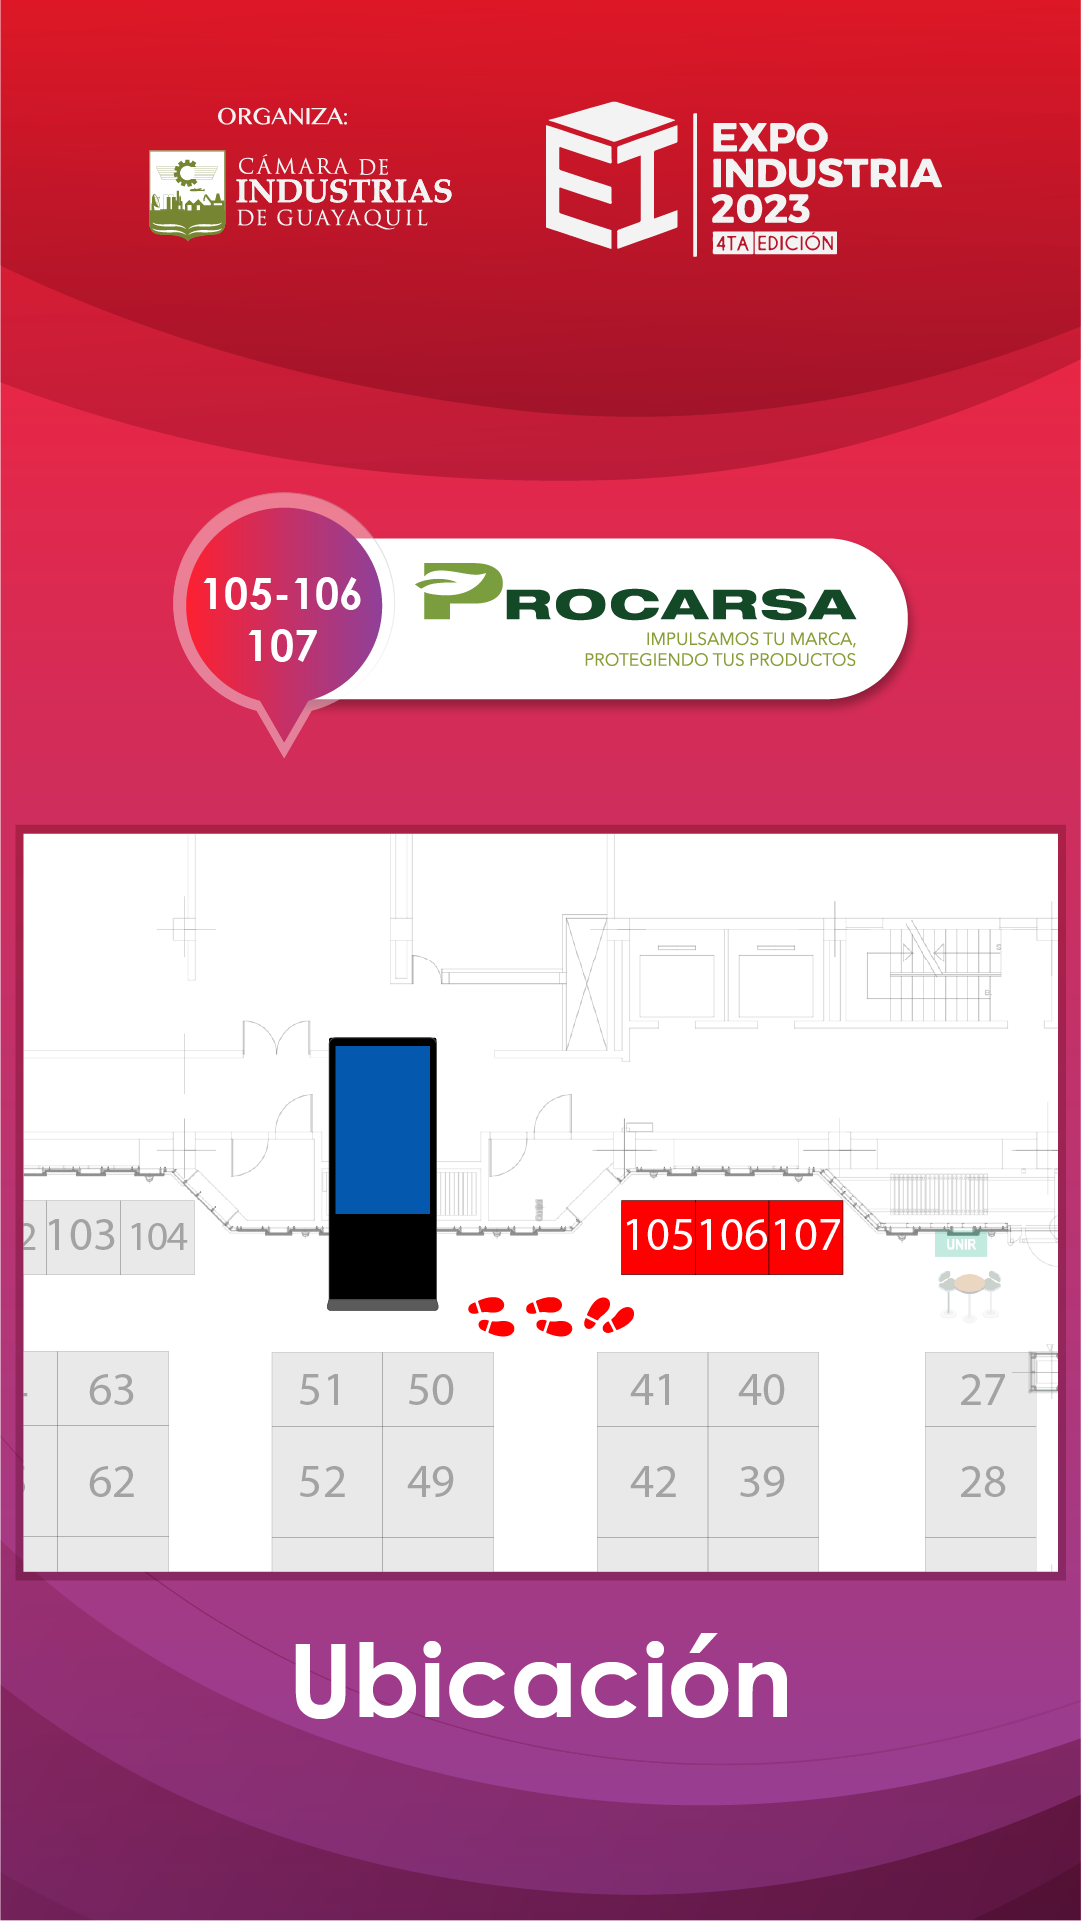 ORGANIZA:
CÁMARA DE
INDUSTRIAS
DE GUAYAQUIL
EXPO
INDUSTRIA
2023
4TA EDICIÓN
105-106
107
PROCARSA
IMPULSAMOS TU MARCA,
PROTEGIENDO TUS PRODUCTOS
2 103 104
105 106 107
UNIR
63 51 50 41 40 27
62 52 49 42 39 28
Ubicación